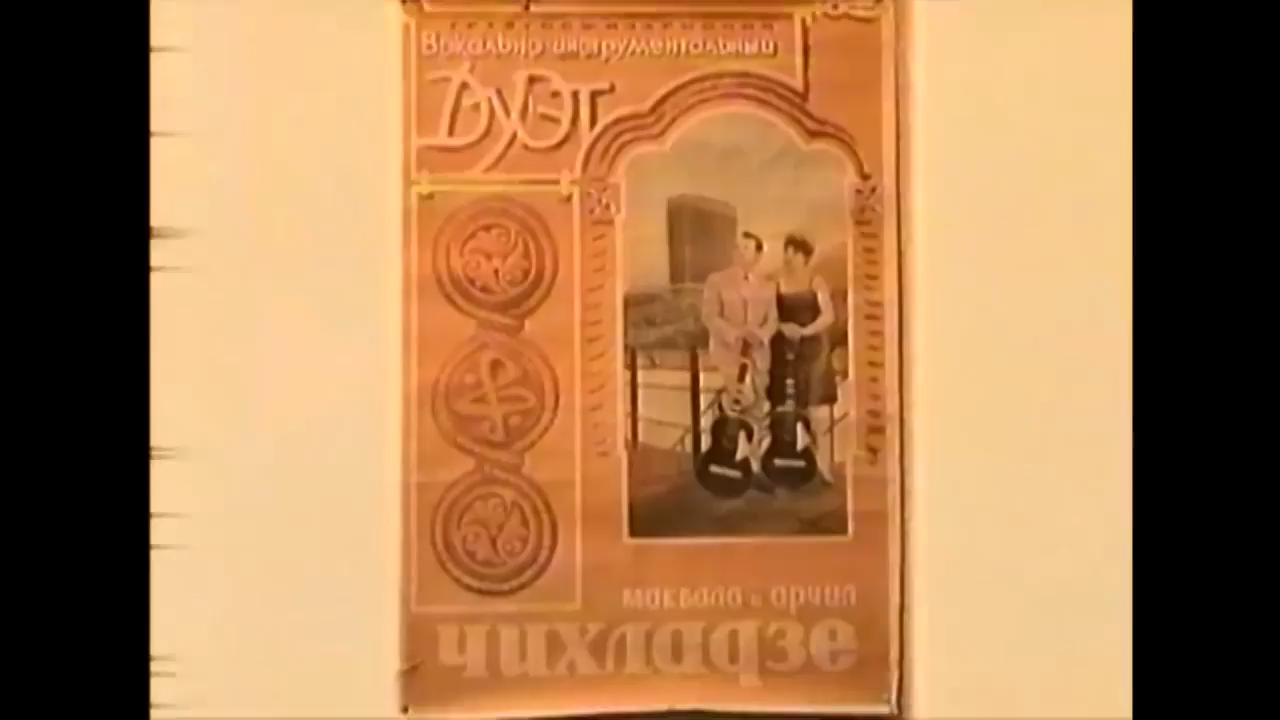 Вокально-инструментальный
ДУЭТ
маквала и арчил
чихладзе